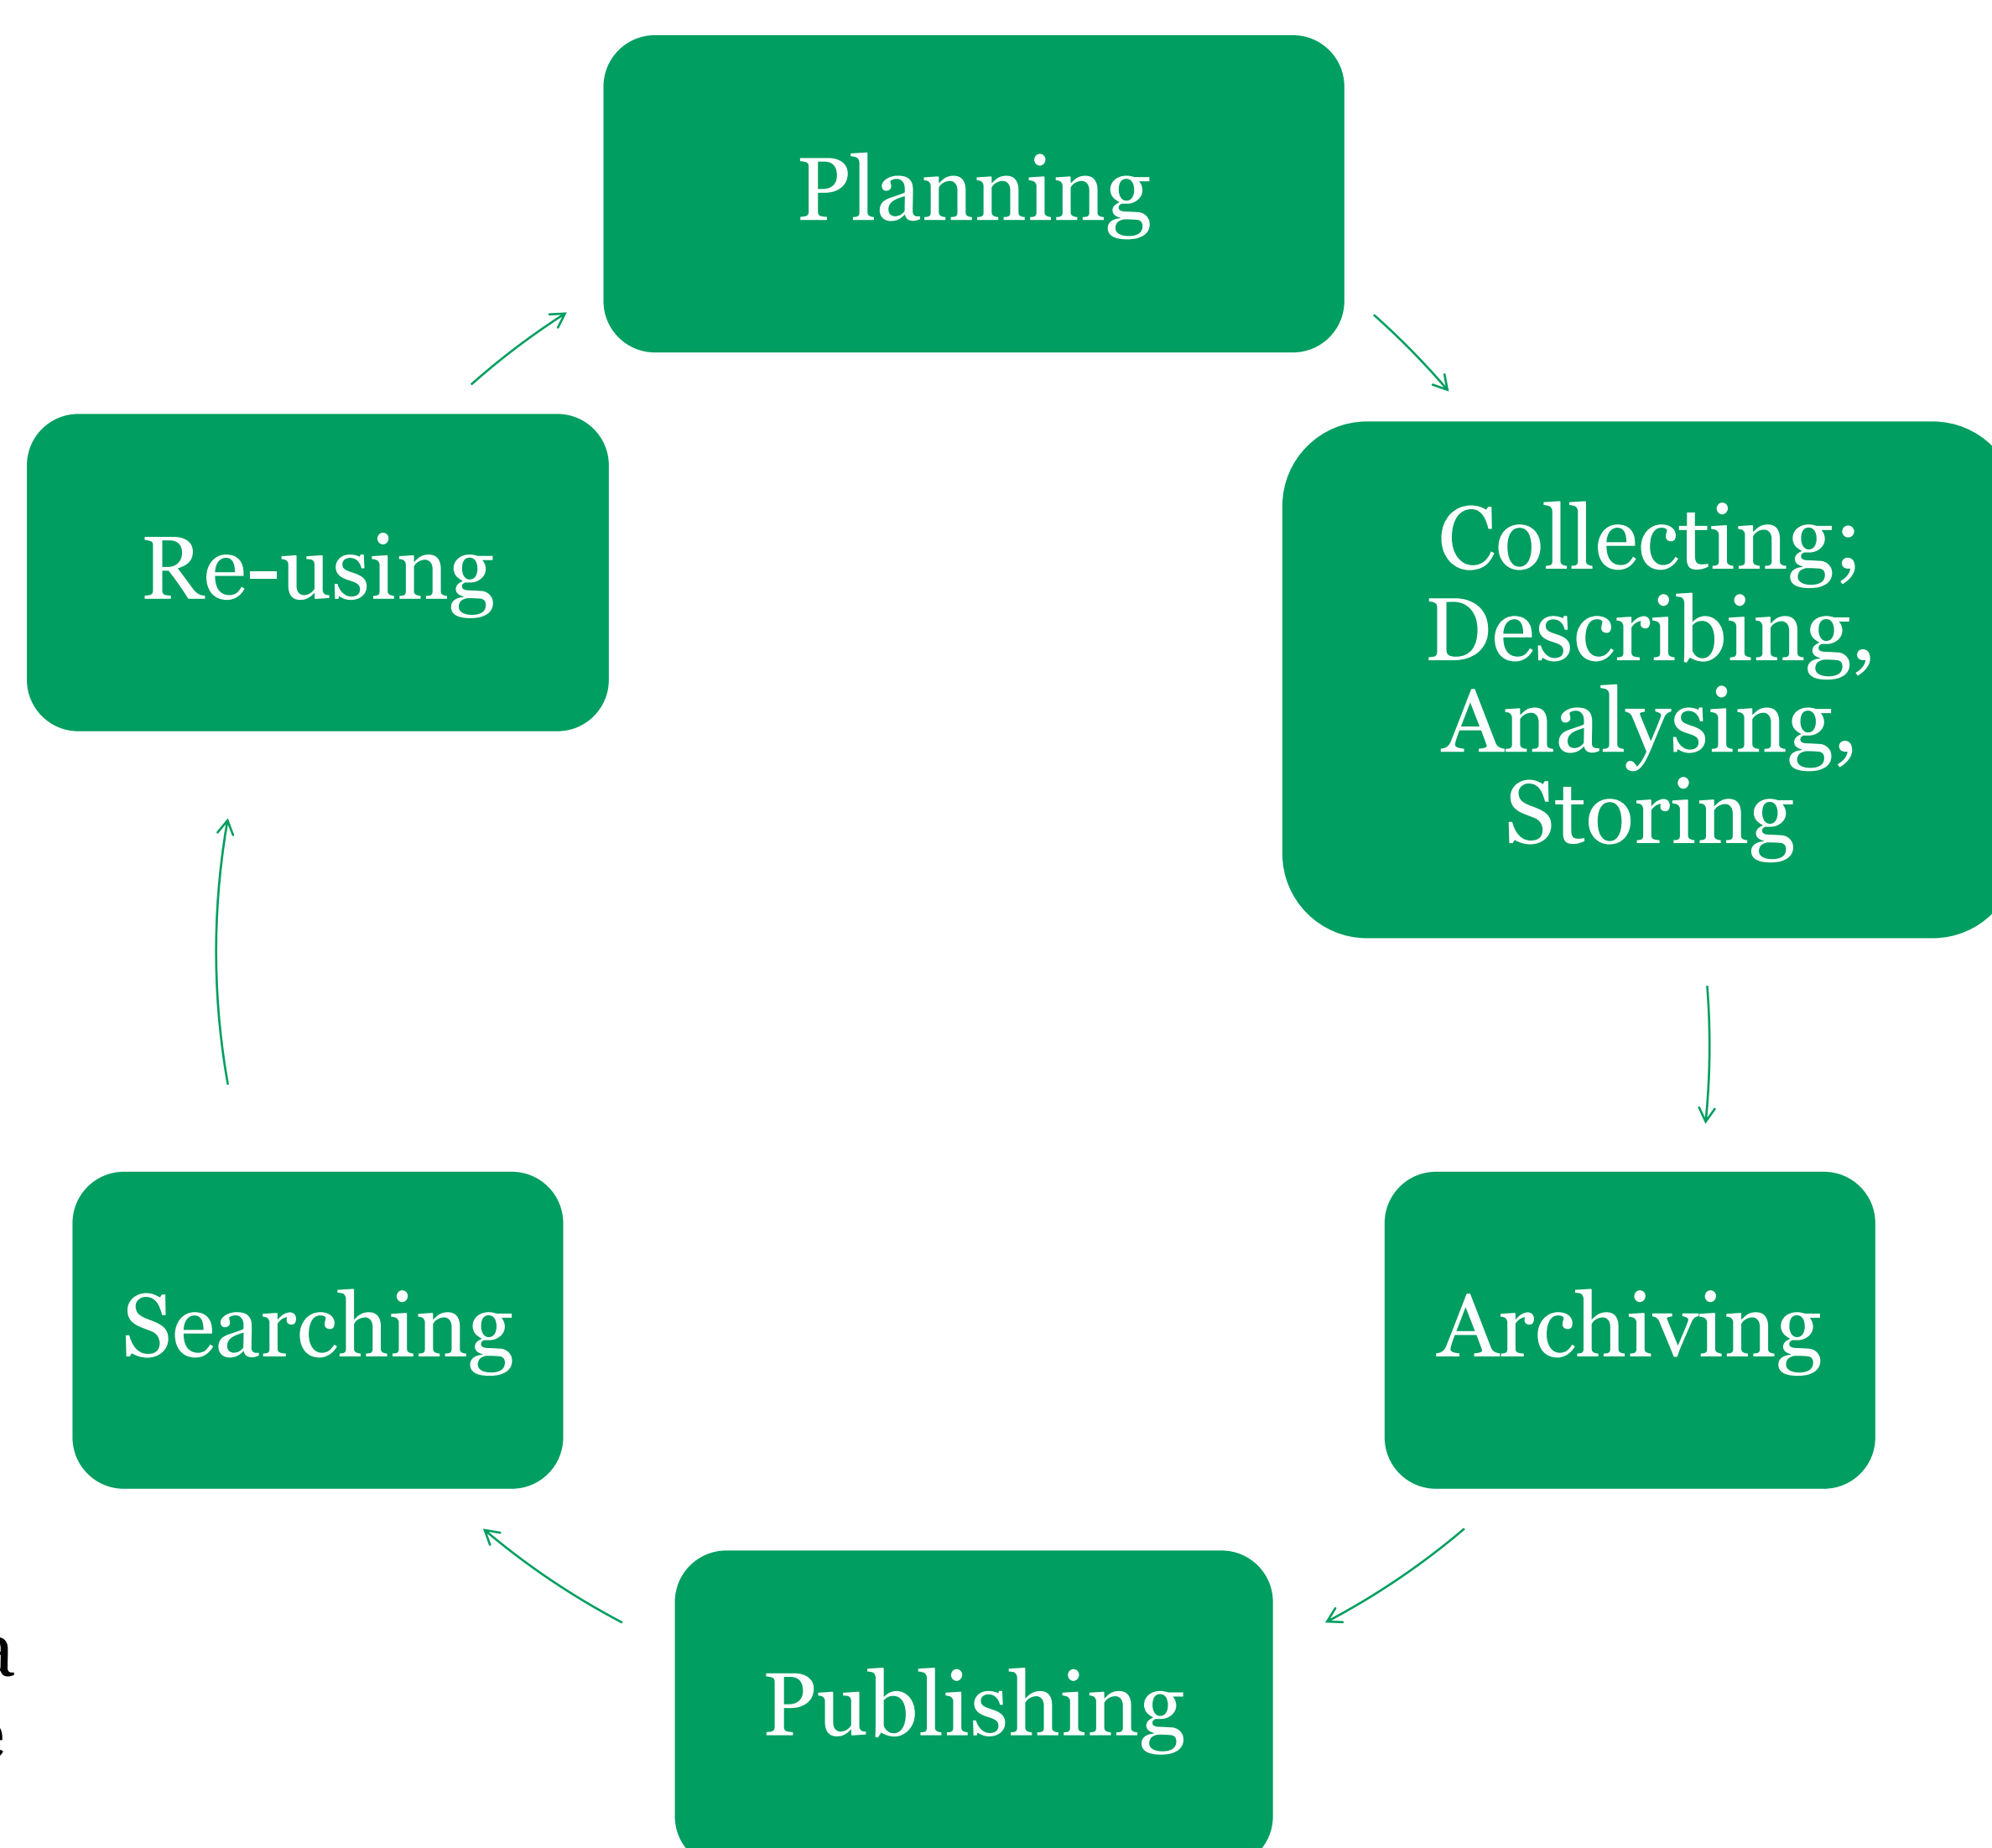 Planning
Re-using
Collecting;
Describing,
Analysing,
Storing
Searching
Archiving
Publishing